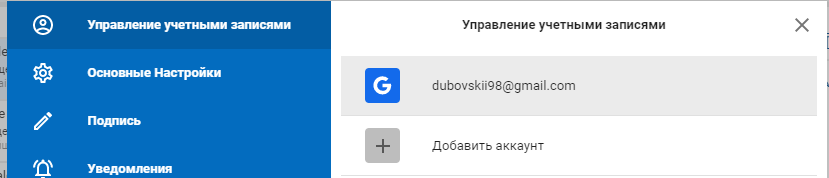 Управление учетными записями
Основные Настройки
Подпись
Уведомления
Управление учетными записями
G
dubovskii98@gmail.com
Добавить аккаунт